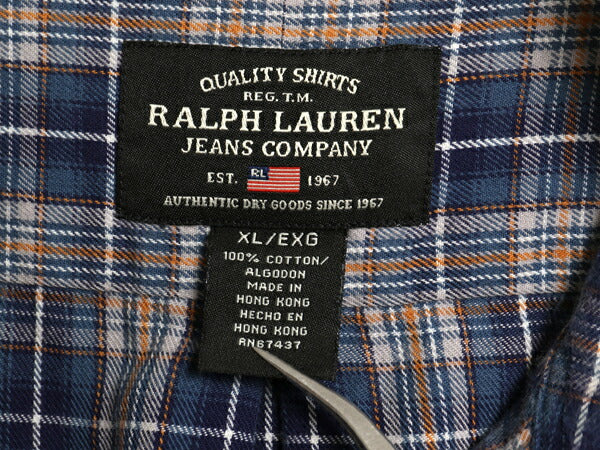 QUALITY SHIRTS
REG. T.M.
RALPH LAUREN
JEANS COMPANY
EST. RL 1967
AUTHENTIC DRY-GOODS SINCE 1967
XL/EXG
100% COTTON/
ALGODON
MADE IN
HONG KONG
HECHO EN
HONG KONG
RN67437